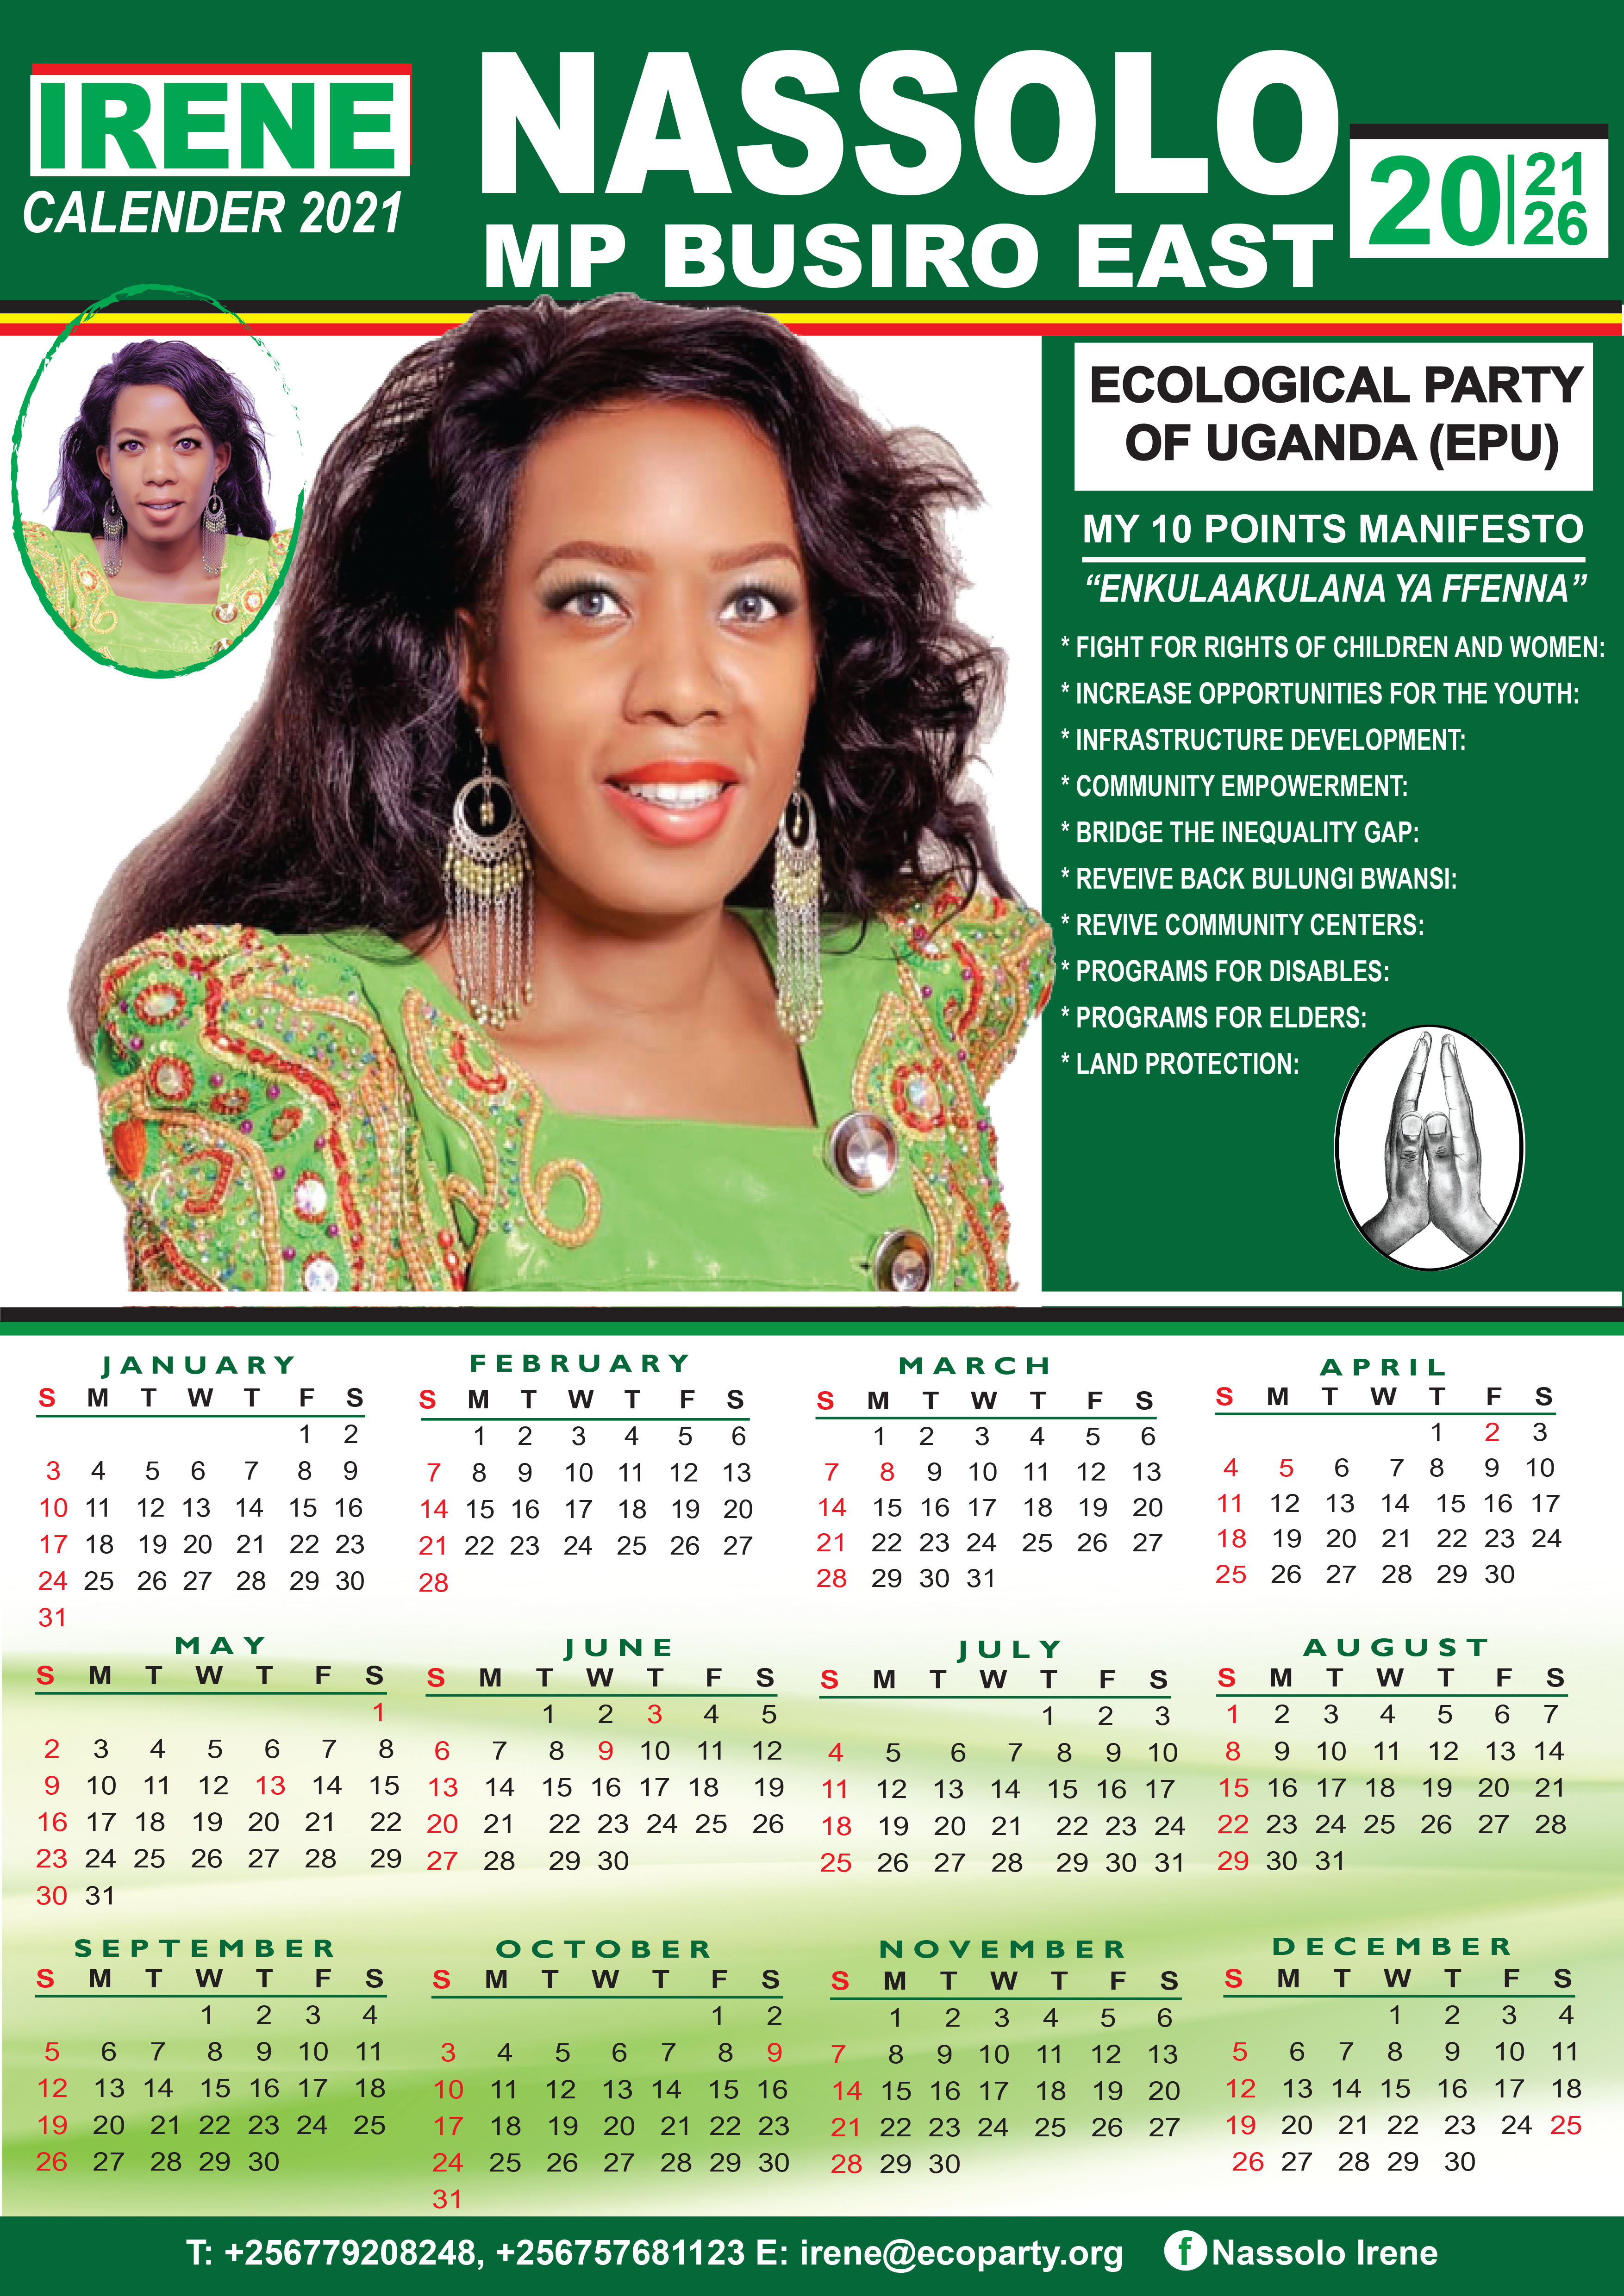 IRENE
CALENDER 2021
NASSOLO
MP BUSIRO EAST
20 21
26
ECOLOGICAL PARTY
OF UGANDA (EPU)
MY 10 POINTS MANIFESTO
“ENKULAAKULANA YA FFENNA”
* FIGHT FOR RIGHTS OF CHILDREN AND WOMEN:
* INCREASE OPPORTUNITIES FOR THE YOUTH:
* INFRASTRUCTURE DEVELOPMENT:
* COMMUNITY EMPOWERMENT:
* BRIDGE THE INEQUALITY GAP:
* REVEIVE BACK BULUNGI BWANSI:
* REVIVE COMMUNITY CENTERS:
* PROGRAMS FOR DISABLES:
* PROGRAMS FOR ELDERS:
* LAND PROTECTION:
JANUARY
S M T W T F S
1 2
3 4 5 6 7 8 9
10 11 12 13 14 15 16
17 18 19 20 21 22 23
24 25 26 27 28 29 30
31
FEBRUARY
S M T W T F S
1 2 3 4 5 6
7 8 9 10 11 12 13
14 15 16 17 18 19 20
21 22 23 24 25 26 27
28
MARCH
S M T W T F S
1 2 3 4 5 6
7 8 9 10 11 12 13
14 15 16 17 18 19 20
21 22 23 24 25 26 27
28 29 30 31
APRIL
S M T W T F S
1 2 3
4 5 6 7 8 9 10
11 12 13 14 15 16 17
18 19 20 21 22 23 24
25 26 27 28 29 30
MAY
S M T W T F S
1
2 3 4 5 6 7 8
9 10 11 12 13 14 15
16 17 18 19 20 21 22
23 24 25 26 27 28 29
30 31
JUNE
S M T W T F S
1 2 3 4 5
6 7 8 9 10 11 12
13 14 15 16 17 18 19
20 21 22 23 24 25 26
27 28 29 30
JULY
S M T W T F S
1 2 3
4 5 6 7 8 9 10
11 12 13 14 15 16 17
18 19 20 21 22 23 24
25 26 27 28 29 30 31
AUGUST
S M T W T F S
1 2 3 4 5 6 7
8 9 10 11 12 13 14
15 16 17 18 19 20 21
22 23 24 25 26 27 28
29 30 31
SEPTEMBER
S M T W T F S
1 2 3 4
5 6 7 8 9 10 11
12 13 14 15 16 17 18
19 20 21 22 23 24 25
26 27 28 29 30
OCTOBER
S M T W T F S
1 2
3 4 5 6 7 8 9
10 11 12 13 14 15 16
17 18 19 20 21 22 23
24 25 26 27 28 29 30
31
NOVEMBER
S M T W T F S
1 2 3 4 5 6
7 8 9 10 11 12 13
14 15 16 17 18 19 20
21 22 23 24 25 26 27
28 29 30
DECEMBER
S M T W T F S
1 2 3 4
5 6 7 8 9 10 11
12 13 14 15 16 17 18
19 20 21 22 23 24 25
26 27 28 29 30
T: +256779208248, +256757681123 E: irene@ecoparty.org f Nassolo Irene